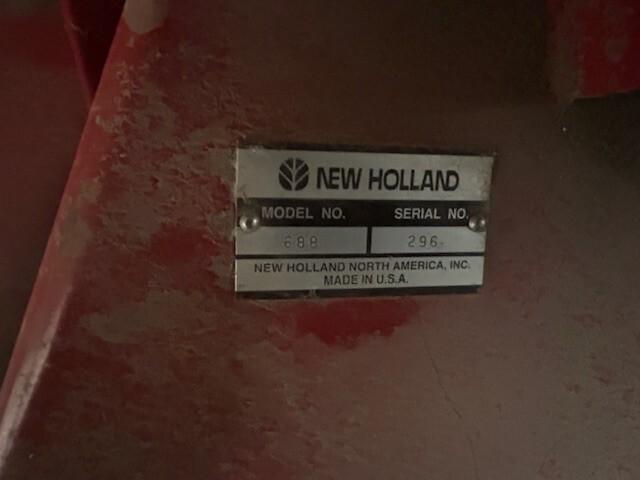 NEW HOLLAND
MODEL NO. SERIAL NO.
688 296
NEW HOLLAND NORTH AMERICA, INC.
MADE IN U.S.A.